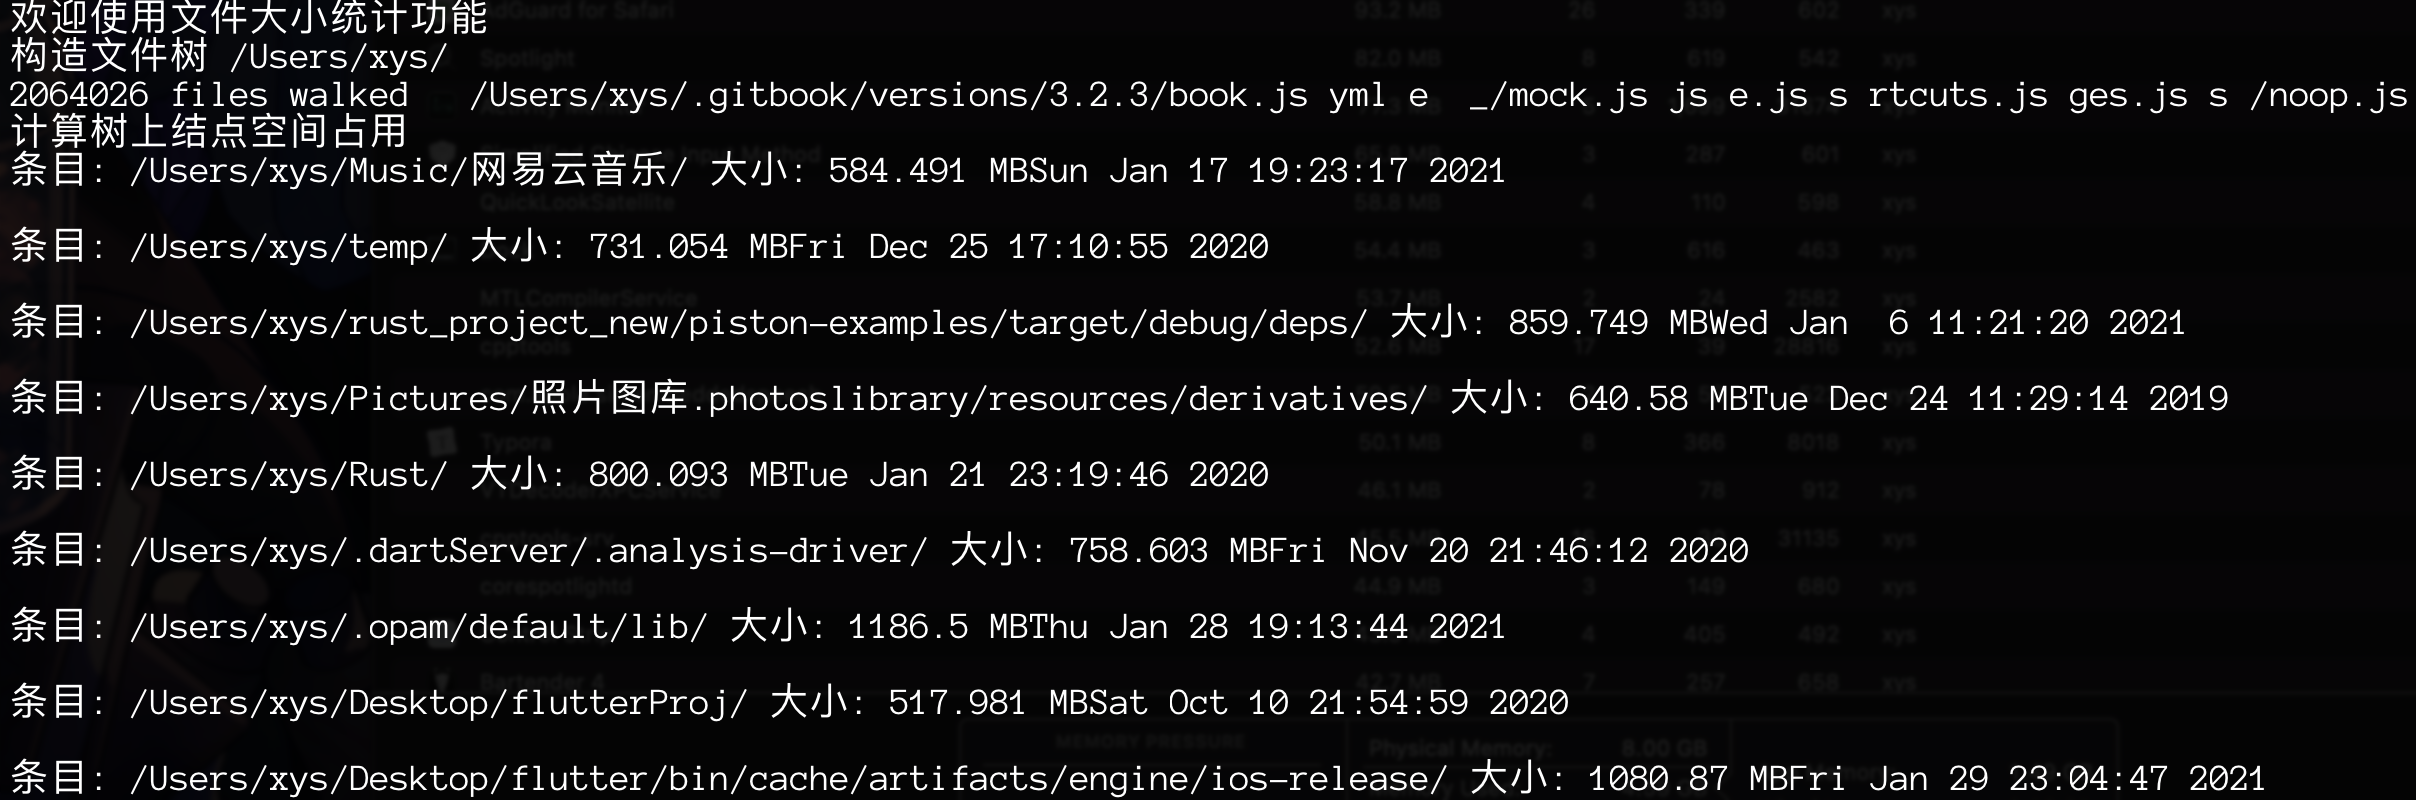 欢迎使用文件大小统计功能
构造文件树 /Users/xys/
2064026 files walked   /Users/xys/.gitbook/versions/3.2.3/book.js yml e  _/mock.js js e.js s rtcuts.js ges.js s /noop.js
计算树上结点空间占用
条目: /Users/xys/Music/网易云音乐/ 大小: 584.491 MBSun Jan 17 19:23:17 2021
条目: /Users/xys/temp/ 大小: 731.054 MBFri Dec 25 17:10:55 2020
条目: /Users/xys/rust_project_new/piston-examples/target/debug/deps/ 大小: 859.749 MBWed Jan  6 11:21:20 2021
条目: /Users/xys/Pictures/照片图库.photoslibrary/resources/derivatives/ 大小: 640.58 MBTue Dec 24 11:29:14 2019
条目: /Users/xys/Rust/ 大小: 800.093 MBTue Jan 21 23:19:46 2020
条目: /Users/xys/.dartServer/.analysis-driver/ 大小: 758.603 MBFri Nov 20 21:46:12 2020
条目: /Users/xys/.opam/default/lib/ 大小: 1186.5 MBThu Jan 28 19:13:44 2021
条目: /Users/xys/Desktop/flutterProj/ 大小: 517.981 MBSat Oct 10 21:54:59 2020
条目: /Users/xys/Desktop/flutter/bin/cache/artifacts/engine/ios-release/ 大小: 1080.87 MBFri Jan 29 23:04:47 2021